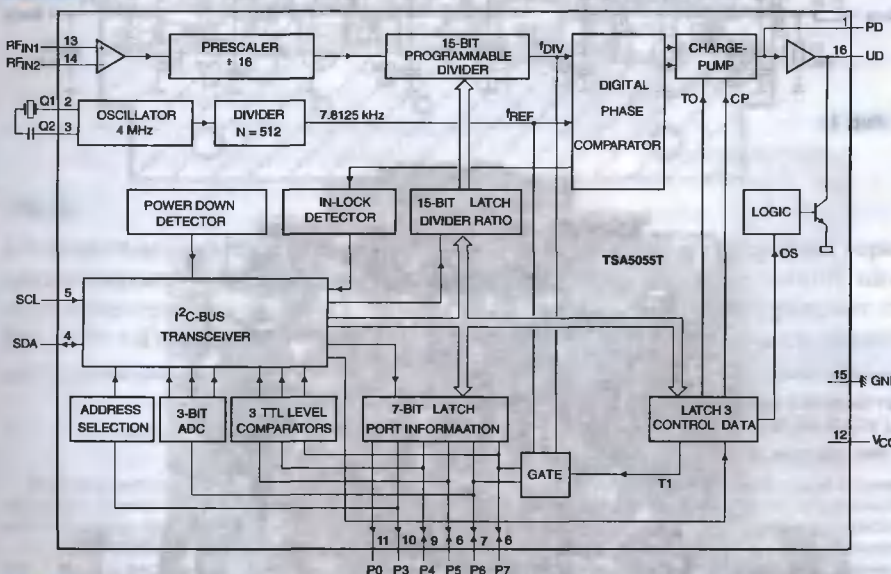 RFIN1 13
RFIN2 14
+
−
PRESCALER
÷ 16
15-BIT
PROGRAMMABLE
DIVIDER
fDIV
DIGITAL
PHASE
COMPARATOR
CHARGE-
PUMP
1 PD
16 UD
TO
CP
Q1 2
Q2 3
OSCILLATOR
4 MHz
DIVIDER
N = 512
7.8125 kHz
fREF
POWER DOWN
DETECTOR
IN-LOCK
DETECTOR
15-BIT LATCH
DIVIDER RATIO
LOGIC
TSA5055T
OS
SCL 5
SDA 4
I2C-BUS
TRANSCEIVER
15 GN
12 VC
ADDRESS
SELECTION
3-BIT
ADC
3 TTL LEVEL
COMPARATORS
7-BIT LATCH
PORT INFORMAATION
LATCH 3
CONTROL DATA
GATE
T1
11 10 9 6 7 6
P0 P3 P4 P5 P6 P7